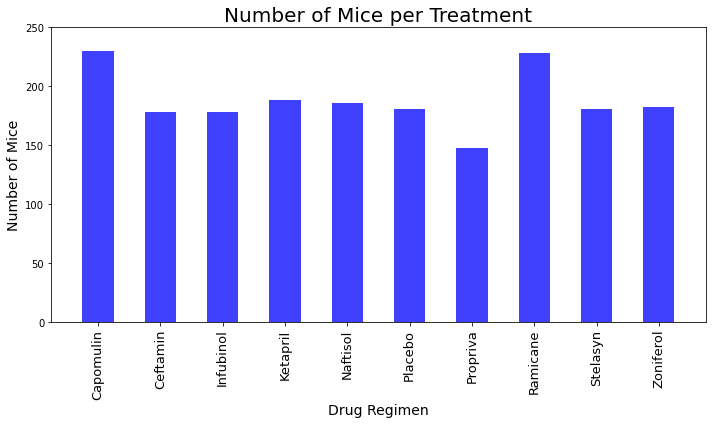 Number of Mice per Treatment
Number of Mice
250
200
150
100
50
0
Capomulin
Ceftamin
Infubinol
Ketapril
Naftisol
Placebo
Propriva
Ramicane
Stelasyn
Zoniferol
Drug Regimen